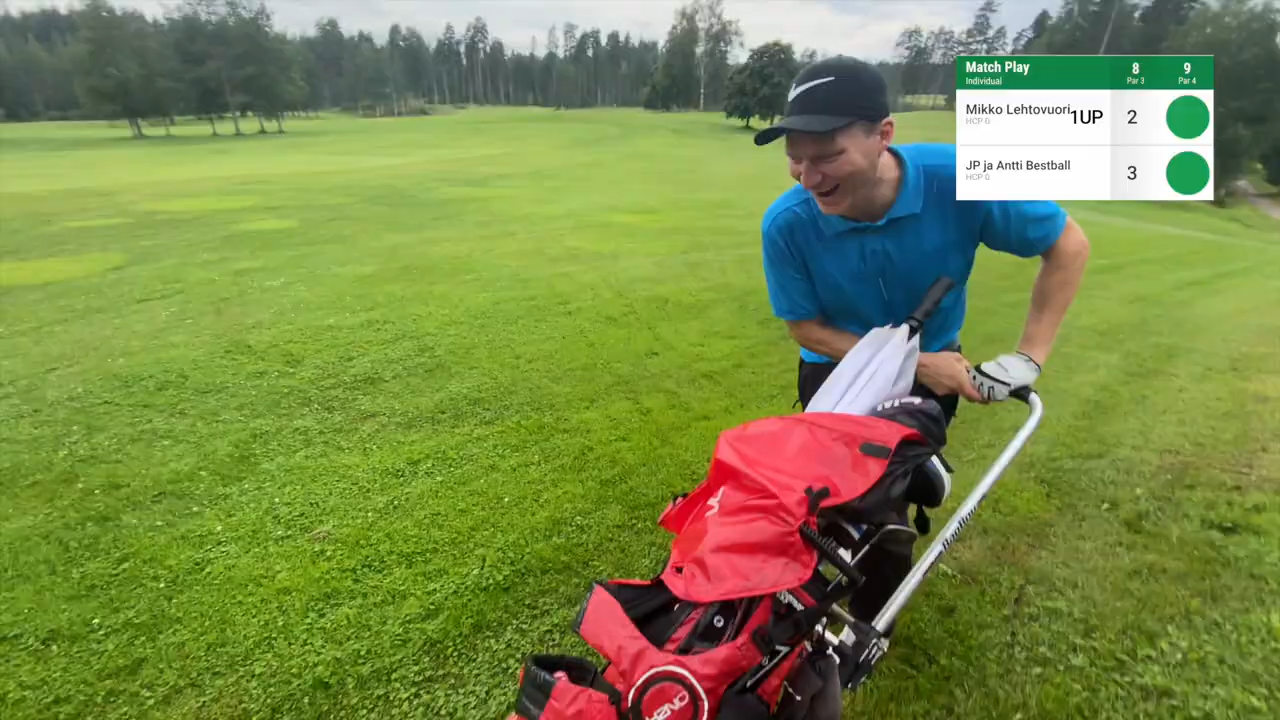 Match Play
Individual
8
Par 3
9
Par 4
Mikko Lehtovuori
HCP 0
1UP
2
JP ja Antti Bestball
HCP 0
3
BagBoy